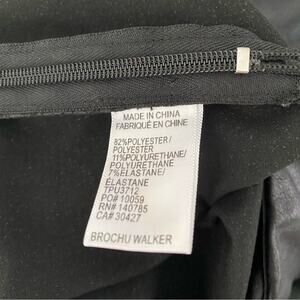 MADE IN CHINA
FABRIQUÉ EN CHINE
82%POLYESTER/
POLYESTER
11%POLYURETHANE/
POLYURETHANE
7%ELASTANE/
ÉLASTANE
TPU3712
PO# 10059
RN# 140785
CA# 30427
BROCHU WALKER